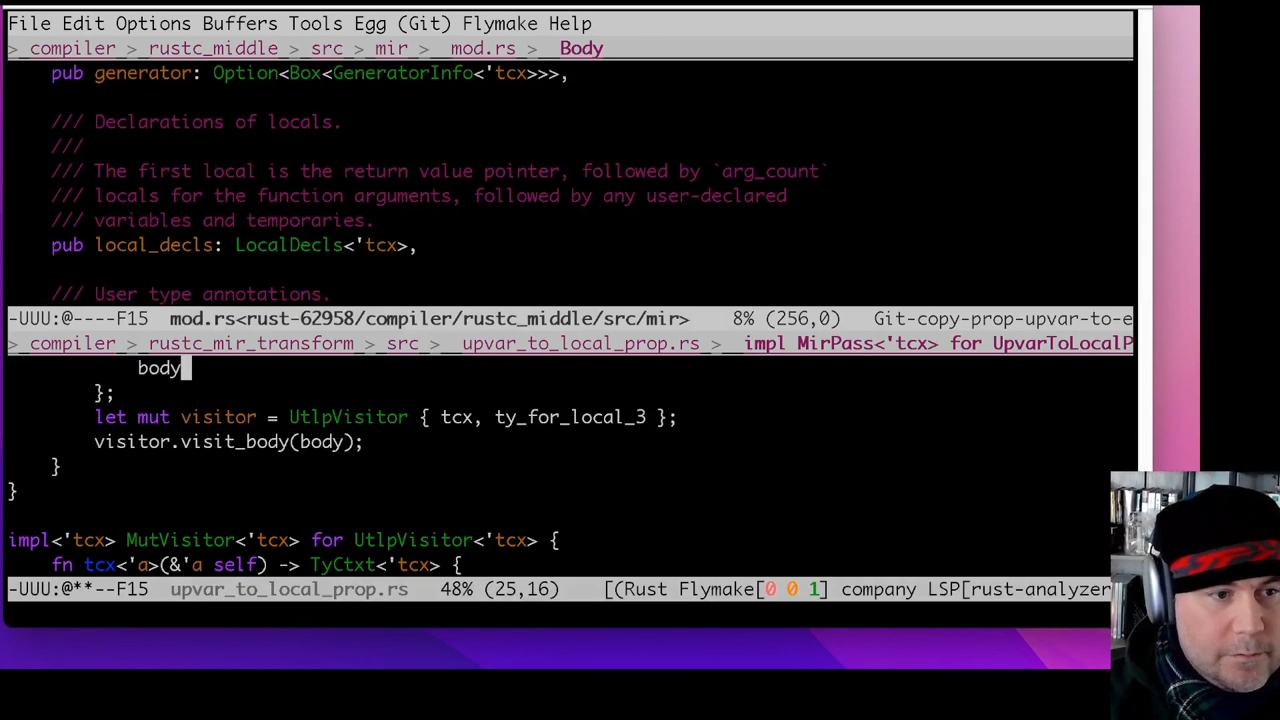 File Edit Options Buffers Tools Egg (Git) Flymake Help
> compiler > rustc_middle > src > mir > mod.rs > Body
pub generator: Option<Box<GeneratorInfo<'tcx>>>,
/// Declarations of locals.
///
/// The first local is the return value pointer, followed by `arg_count`
/// locals for the function arguments, followed by any user-declared
/// variables and temporaries.
pub local_decls: LocalDecls<'tcx>,
/// User type annotations.
-UUU:@----F15 mod.rs<rust-62958/compiler/rustc_middle/src/mir> 8% (256,0) Git-copy-prop-upvar-to-e
> compiler > rustc_mir_transform > src > upvar_to_local_prop.rs > impl MirPass<'tcx> for UpvarToLocalP
body
};
let mut visitor = UtlpVisitor { tcx, ty_for_local_3 };
visitor.visit_body(body);
}
}
impl<'tcx> MutVisitor<'tcx> for UtlpVisitor<'tcx> {
fn tcx<'a>(&'a self) -> TyCtxt<'tcx> {
-UUU:@**--F15 upvar_to_local_prop.rs 48% (25,16) [(Rust Flymake[0 0 1] company LSP[rust-analyzer